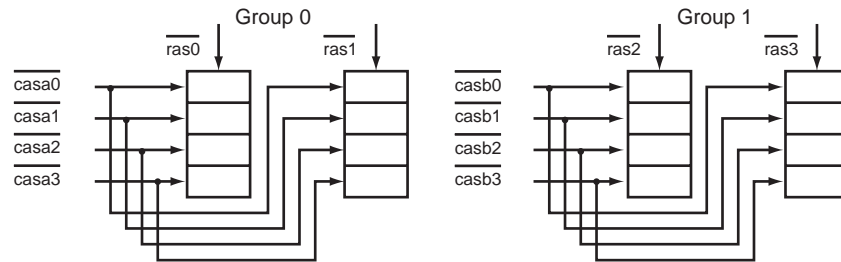 Group 0
ras0
ras1
casa0
casa1
casa2
casa3
Group 1
ras2
ras3
casb0
casb1
casb2
casb3